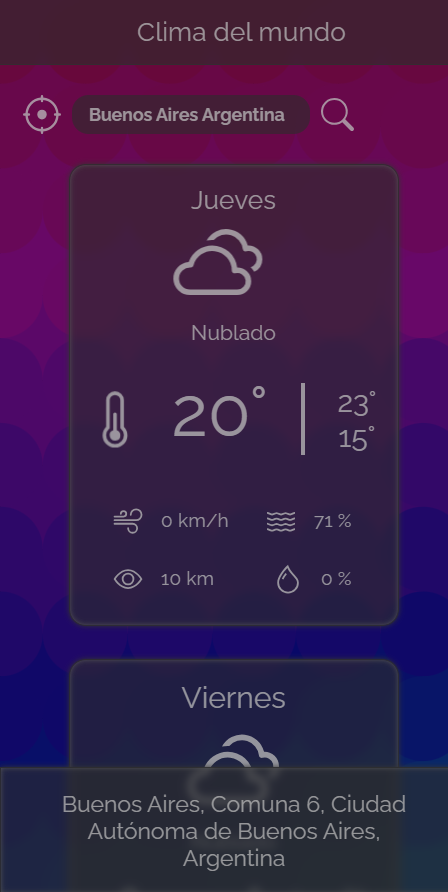 Clima del mundo
Buenos Aires Argentina
Jueves
Nublado
20°
23°
15°
0 km/h
71 %
10 km
0 %
Viernes
Buenos Aires, Comuna 6, Ciudad
Autónoma de Buenos Aires,
Argentina